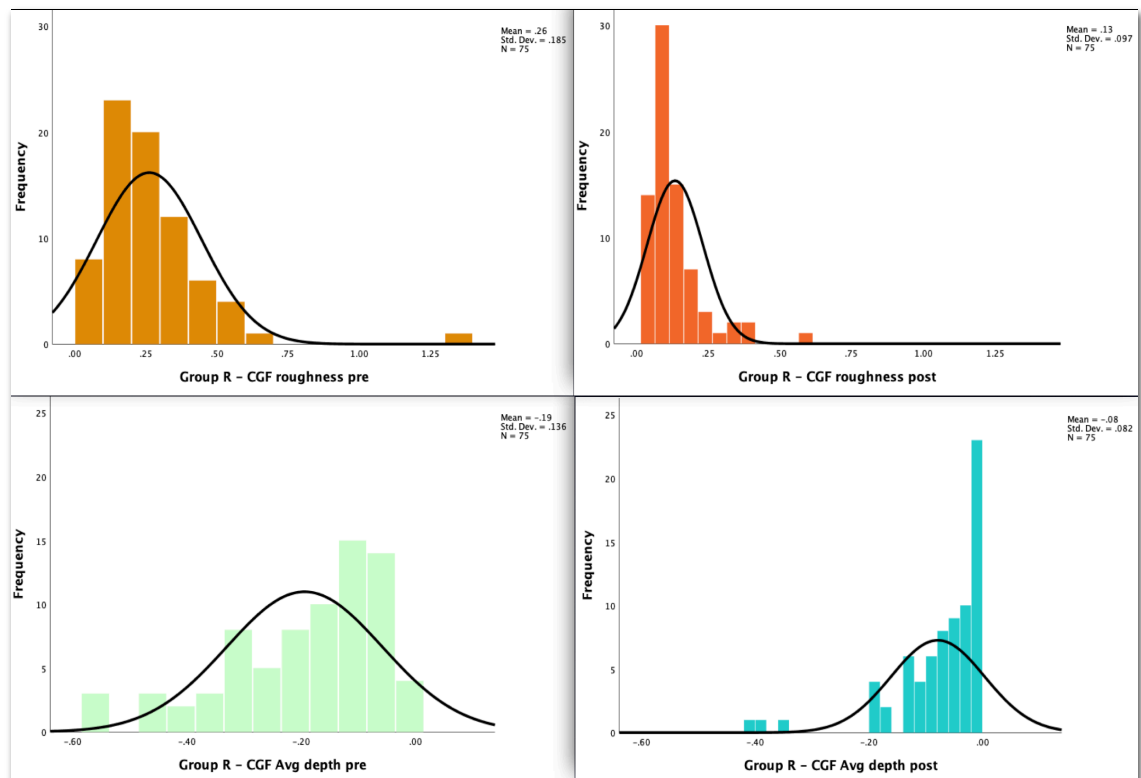 30
20
10
0
Frequency
Mean = .26
Std. Dev. = .185
N = 75
.00 .25 .50 .75 1.00 1.25
Group R – CGF roughness pre
30
20
10
0
Frequency
Mean = .13
Std. Dev. = .097
N = 75
.00 .25 .50 .75 1.00 1.25
Group R – CGF roughness post
25
20
15
10
5
0
Frequency
Mean = –.19
Std. Dev. = .136
N = 75
–.60 –.40 –.20 .00
Group R – CGF Avg depth pre
25
20
15
10
5
0
Frequency
Mean = –.08
Std. Dev. = .082
N = 75
–.60 –.40 –.20 .00
Group R – CGF Avg depth post